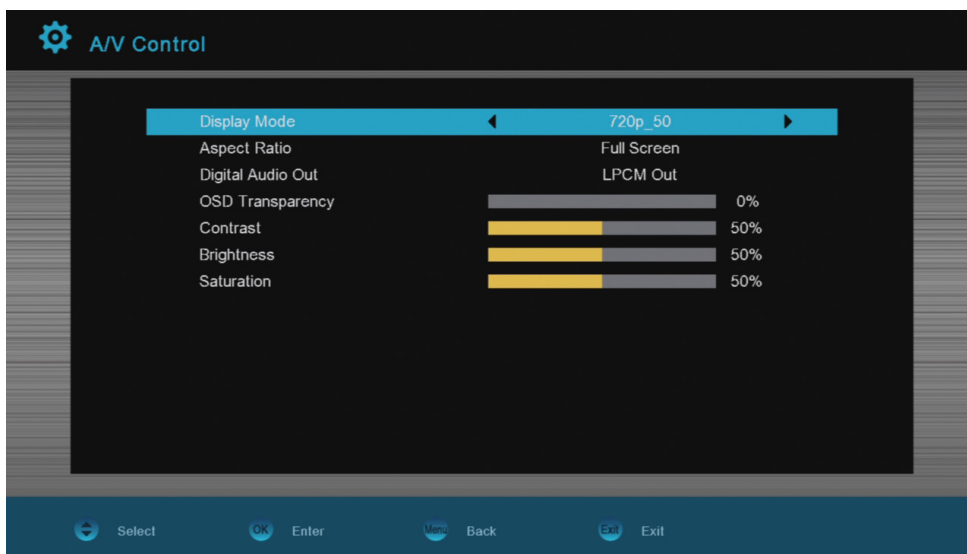 A/V Control
Display Mode 720p_50
Aspect Ratio Full Screen
Digital Audio Out LPCM Out
OSD Transparency 0%
Contrast 50%
Brightness 50%
Saturation 50%
Select OK Enter Menu Back Exit Exit